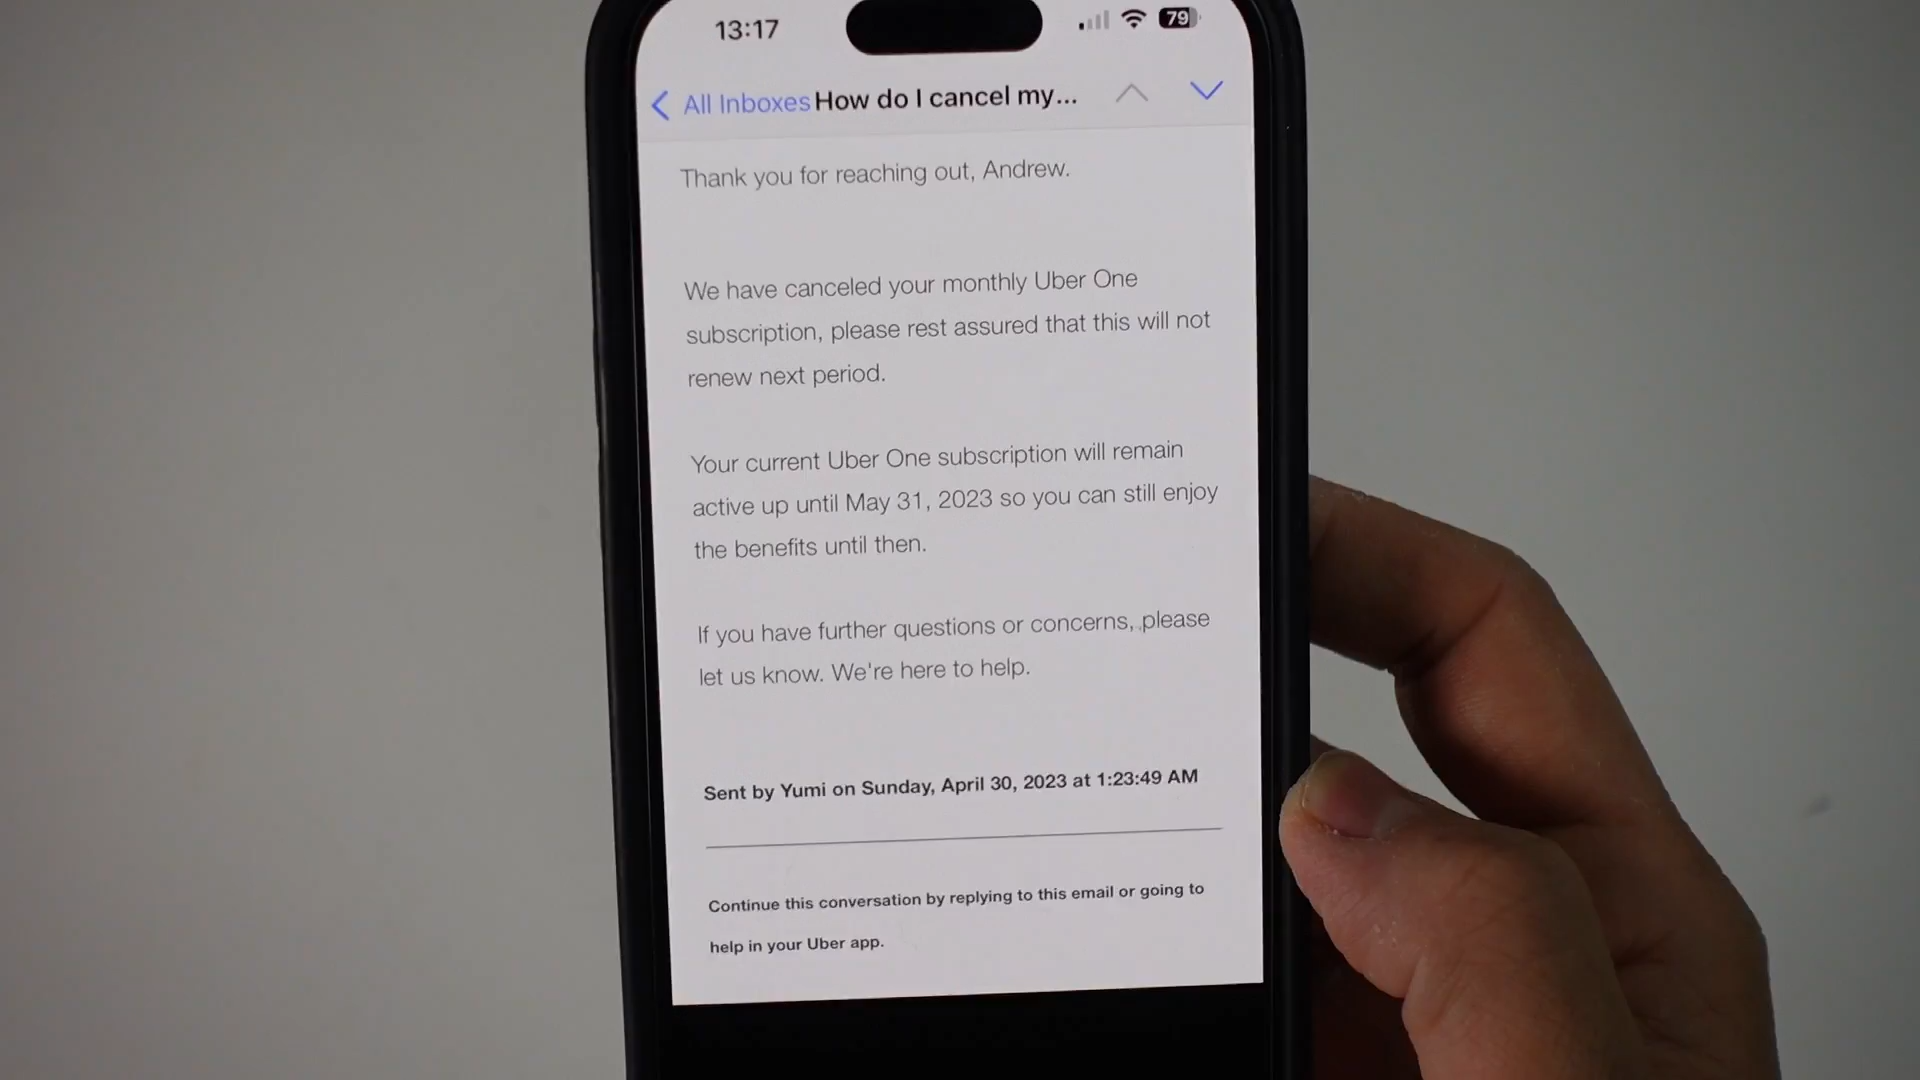 13:17
79
All Inboxes How do I cancel my...
Thank you for reaching out, Andrew.
We have canceled your monthly Uber One
subscription, please rest assured that this will not
renew next period.
Your current Uber One subscription will remain
active up until May 31, 2023 so you can still enjoy
the benefits until then.
If you have further questions or concerns, please
let us know. We're here to help.
Sent by Yumi on Sunday, April 30, 2023 at 1:23:49 AM
Continue this conversation by replying to this email or going to
help in your Uber app.